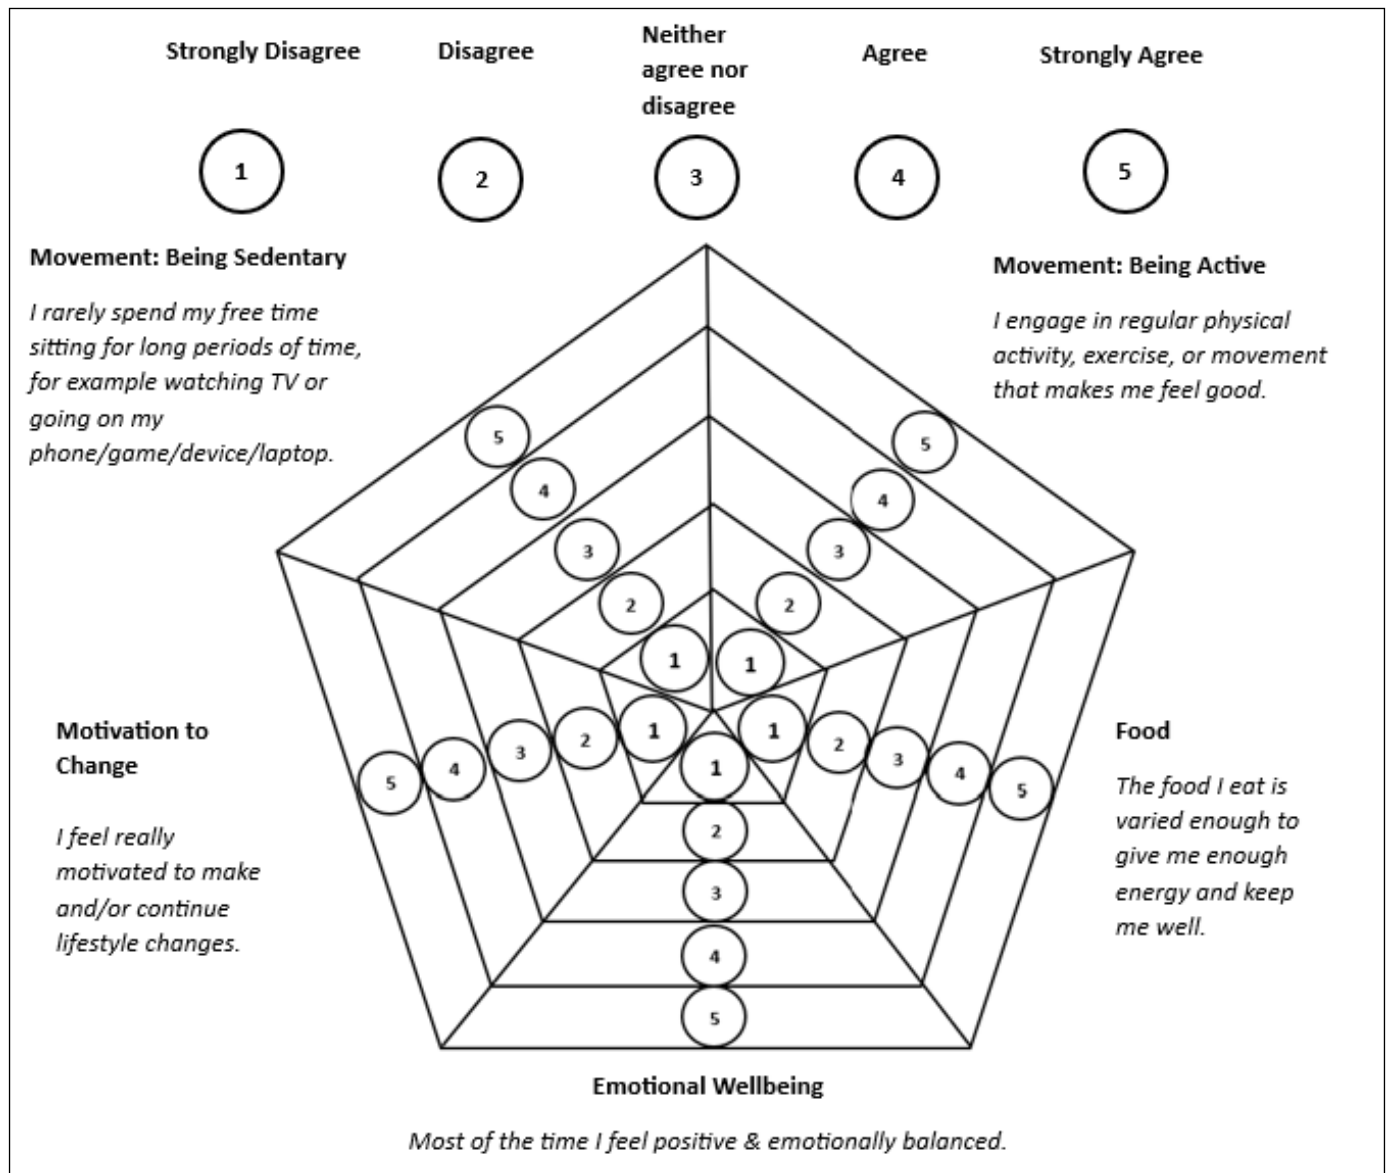 Strongly Disagree
Disagree
Neither
agree nor
disagree
Agree
Strongly Agree
1
2
3
4
5
Movement: Being Sedentary
I rarely spend my free time
sitting for long periods of time,
for example watching TV or
going on my
phone/game/device/laptop.
Movement: Being Active
I engage in regular physical
activity, exercise, or movement
that makes me feel good.
5
4
3
2
1
5
4
3
2
1
Motivation to
Change
I feel really
motivated to make
and/or continue
lifestyle changes.
5
4
3
2
1
1
2
3
4
5
Food
The food I eat is
varied enough to
give me enough
energy and keep
me well.
1
2
3
4
5
Emotional Wellbeing
Most of the time I feel positive & emotionally balanced.